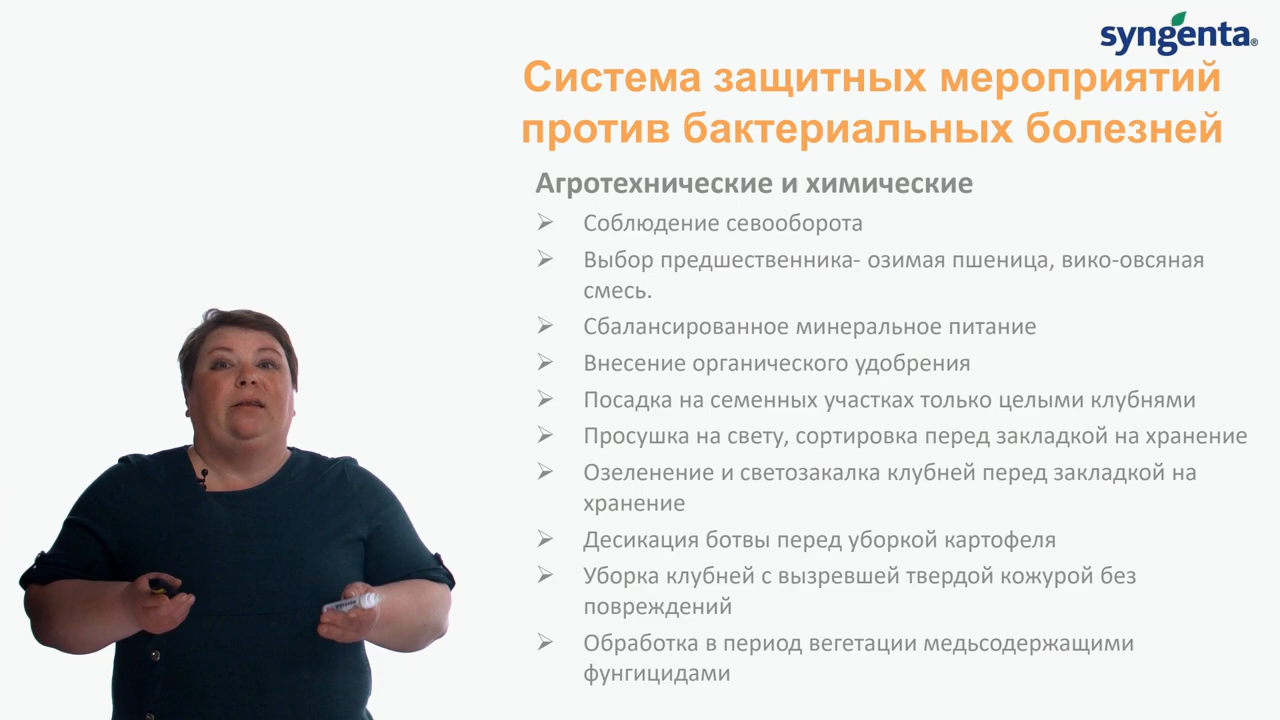 syngenta®
Система защитных мероприятий
против бактериальных болезней
Агротехнические и химические
➢ Соблюдение севооборота
➢ Выбор предшественника- озимая пшеница, вико-овсяная
смесь.
➢ Сбалансированное минеральное питание
➢ Внесение органического удобрения
➢ Посадка на семенных участках только целыми клубнями
➢ Просушка на свету, сортировка перед закладкой на хранение
➢ Озеленение и светозакалка клубней перед закладкой на
хранение
➢ Десикация ботвы перед уборкой картофеля
➢ Уборка клубней с вызревшей твердой кожурой без
повреждений
➢ Обработка в период вегетации медьсодержащими
фунгицидами